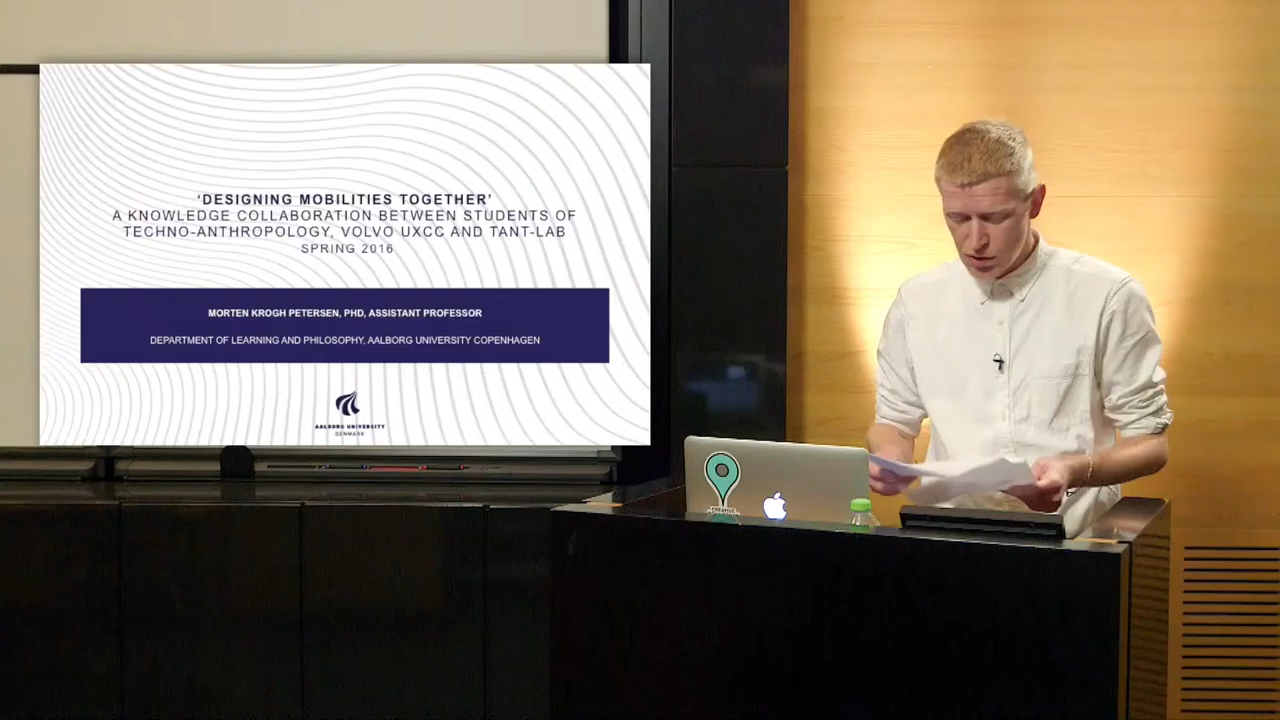 ‘DESIGNING MOBILITIES TOGETHER’
A KNOWLEDGE COLLABORATION BETWEEN STUDENTS OF
TECHNO-ANTHROPOLOGY, VOLVO UXCC AND TANT-LAB
SPRING 2016
MORTEN KROGH PETERSEN, PHD, ASSISTANT PROFESSOR
DEPARTMENT OF LEARNING AND PHILOSOPHY, AALBORG UNIVERSITY COPENHAGEN
AALBORG UNIVERSITY
DENMARK